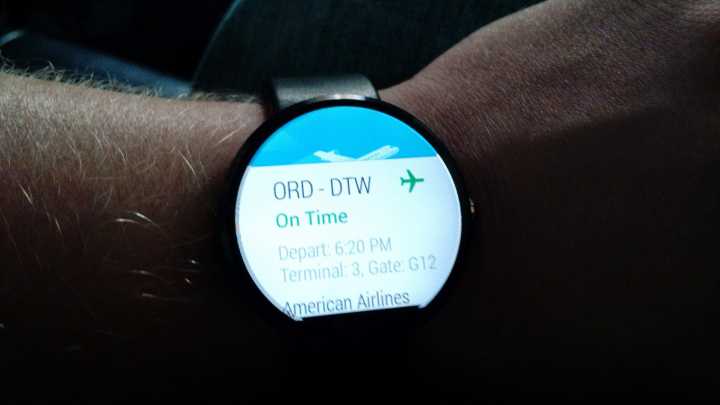 ORD - DTW
On Time
Depart: 6:20 PM
Terminal: 3, Gate: G12
American Airlines